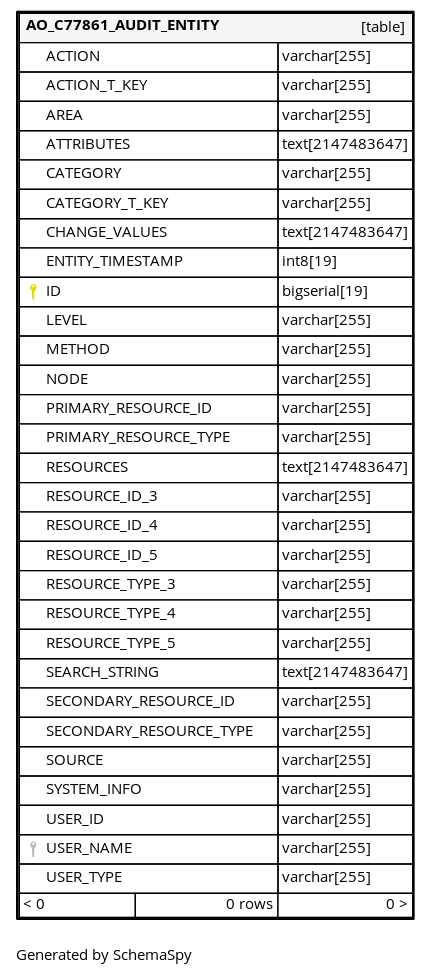 AO_C77861_AUDIT_ENTITY [table]
ACTION varchar[255]
ACTION_T_KEY varchar[255]
AREA varchar[255]
ATTRIBUTES text[2147483647]
CATEGORY varchar[255]
CATEGORY_T_KEY varchar[255]
CHANGE_VALUES text[2147483647]
ENTITY_TIMESTAMP int8[19]
ID bigserial[19]
LEVEL varchar[255]
METHOD varchar[255]
NODE varchar[255]
PRIMARY_RESOURCE_ID varchar[255]
PRIMARY_RESOURCE_TYPE varchar[255]
RESOURCES text[2147483647]
RESOURCE_ID_3 varchar[255]
RESOURCE_ID_4 varchar[255]
RESOURCE_ID_5 varchar[255]
RESOURCE_TYPE_3 varchar[255]
RESOURCE_TYPE_4 varchar[255]
RESOURCE_TYPE_5 varchar[255]
SEARCH_STRING text[2147483647]
SECONDARY_RESOURCE_ID varchar[255]
SECONDARY_RESOURCE_TYPE varchar[255]
SOURCE varchar[255]
SYSTEM_INFO varchar[255]
USER_ID varchar[255]
USER_NAME varchar[255]
USER_TYPE varchar[255]
< 0 0 rows 0 >
Generated by SchemaSpy